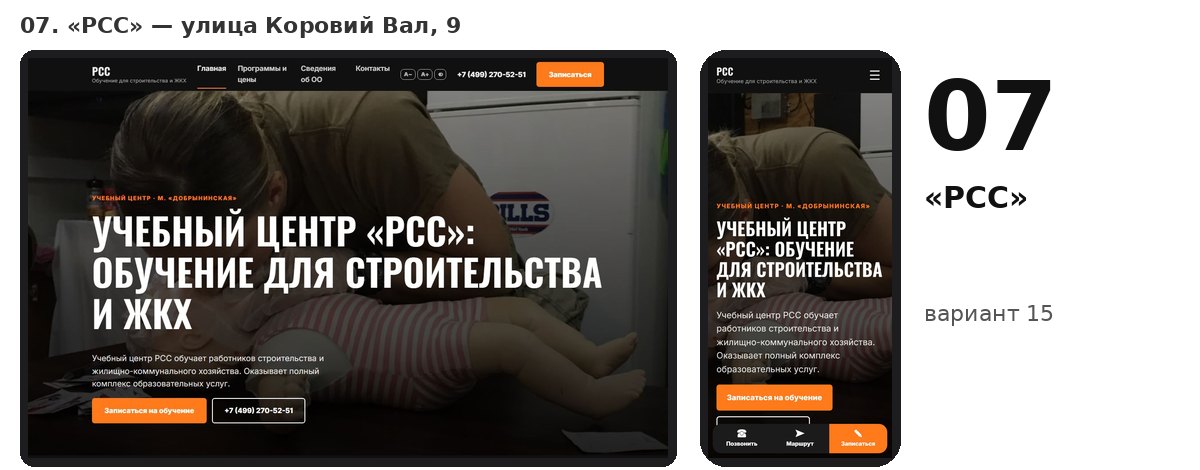 07. «РСС» — улица Коровий Вал, 9
РСС
Обучение для строительства и ЖКХ
Главная
Программы и цены
Сведения об ОО
Контакты
A−
A+
+7 (499) 270-52-51
Записаться
УЧЕБНЫЙ ЦЕНТР · М. «ДОБРЫНИНСКАЯ»
УЧЕБНЫЙ ЦЕНТР «РСС»:
ОБУЧЕНИЕ ДЛЯ СТРОИТЕЛЬСТВА
И ЖКХ
Учебный центр РСС обучает работников строительства и
жилищно-коммунального хозяйства. Оказывает полный
комплекс образовательных услуг.
Записаться на обучение
+7 (499) 270-52-51
РСС
Обучение для строительства и ЖКХ
УЧЕБНЫЙ ЦЕНТР · М. «ДОБРЫНИНСКАЯ»
УЧЕБНЫЙ ЦЕНТР
«РСС»: ОБУЧЕНИЕ
ДЛЯ СТРОИТЕЛЬСТВА
И ЖКХ
Учебный центр РСС обучает
работников строительства и
жилищно-коммунального хозяйства.
Оказывает полный комплекс
образовательных услуг.
Записаться на обучение
Позвонить
Маршрут
Записаться
07
«РСС»
вариант 15